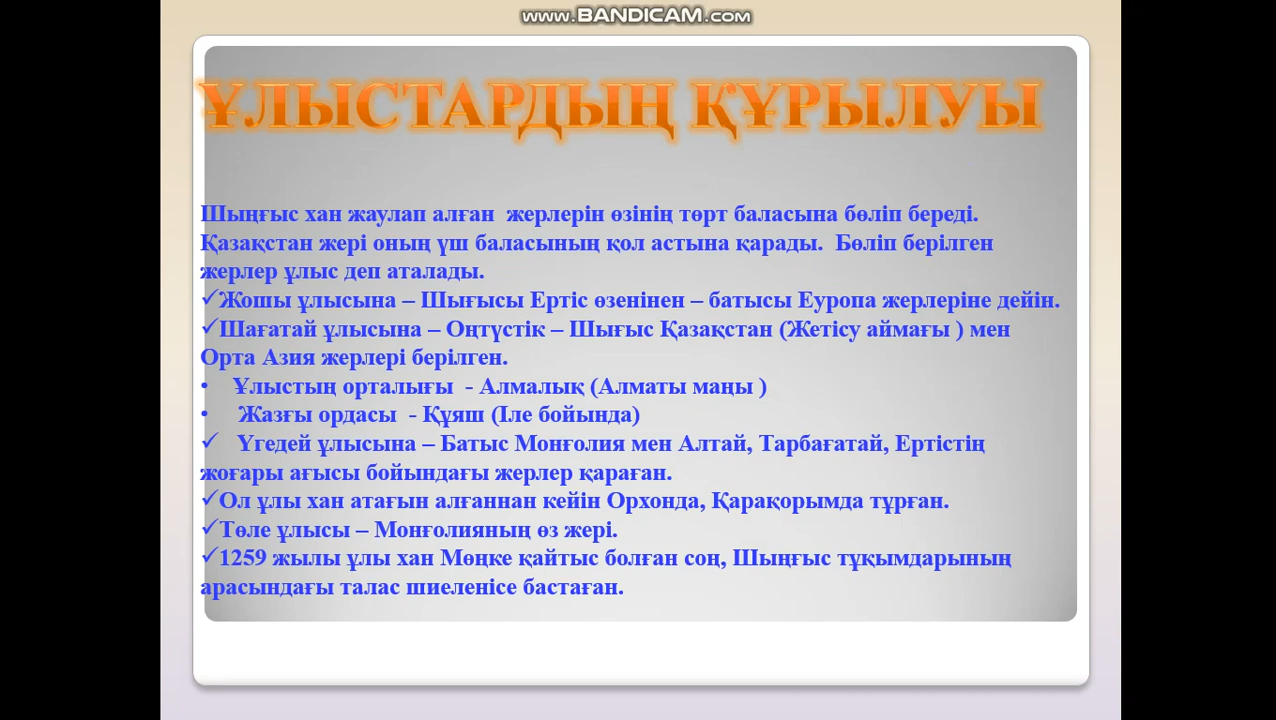 www.BANDICAM.com
ҰЛЫСТАРДЫҢ ҚҰРЫЛУЫ
Шыңғыс хан жаулап алған жерлерін өзінің төрт баласына бөліп береді.
Қазақстан жері оның үш баласының қол астына қарады. Бөліп берілген
жерлер ұлыс деп аталады.
✓Жошы ұлысына – Шығысы Ертіс өзенінен – батысы Еуропа жерлеріне дейін.
✓Шағатай ұлысына – Оңтүстік – Шығыс Қазақстан (Жетісу аймағы ) мен
Орта Азия жерлері берілген.
• Ұлыстың орталығы - Алмалық (Алматы маңы )
• Жазғы ордасы - Құяш (Іле бойында)
✓ Үгедей ұлысына – Батыс Монғолия мен Алтай, Тарбағатай, Ертістің
жоғары ағысы бойындағы жерлер қараған.
✓Ол ұлы хан атағын алғаннан кейін Орхонда, Қарақорымда тұрған.
✓Төле ұлысы – Монғолияның өз жері.
✓1259 жылы ұлы хан Мөңке қайтыс болған соң, Шыңғыс тұқымдарының
арасындағы талас шиеленісе бастаған.